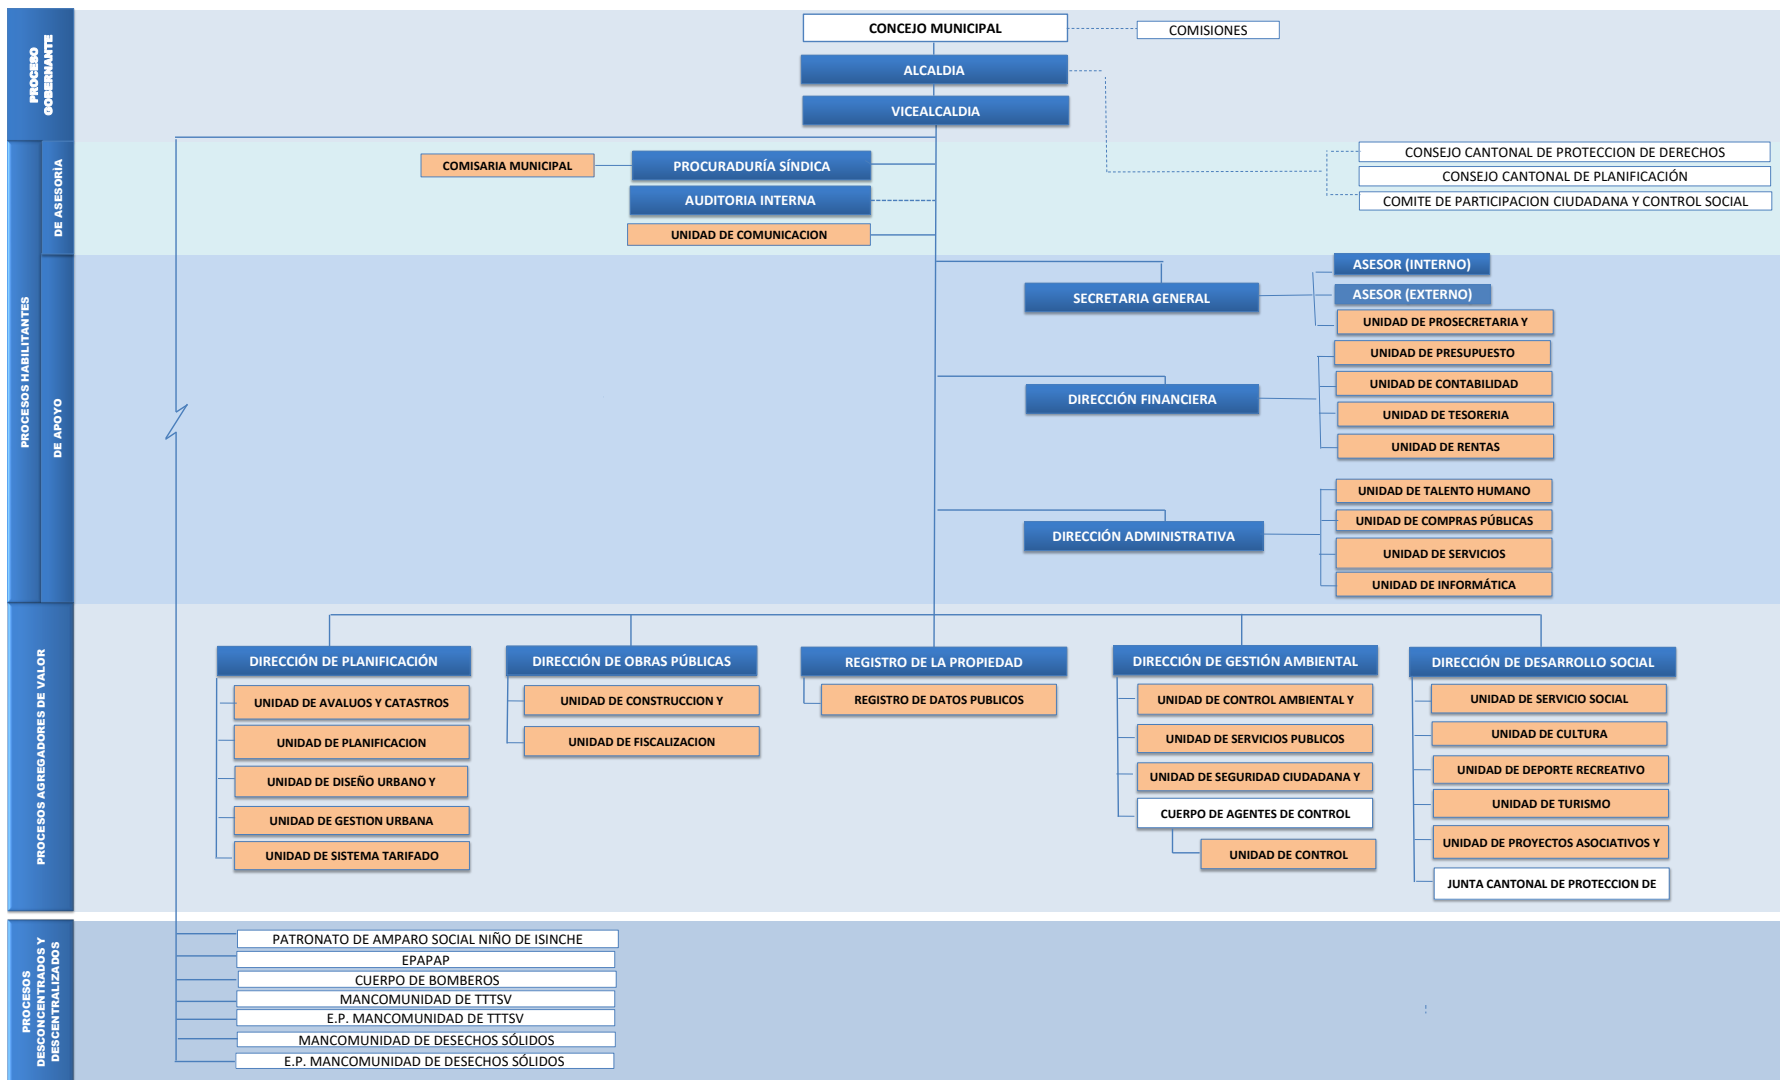 PROCESO
GOBERNANTE
CONCEJO MUNICIPAL
COMISIONES
ALCALDIA
VICEALCALDIA
PROCESOS HABILITANTES
DE ASESORÌA
COMISARIA MUNICIPAL
PROCURADURÍA SÍNDICA
AUDITORIA INTERNA
UNIDAD DE COMUNICACION
CONSEJO CANTONAL DE PROTECCION DE DERECHOS
CONSEJO CANTONAL DE PLANIFICACIÓN
COMITE DE PARTICIPACION CIUDADANA Y CONTROL SOCIAL
DE APOYO
SECRETARIA GENERAL
ASESOR (INTERNO)
ASESOR (EXTERNO)
UNIDAD DE PROSECRETARIA Y
DIRECCIÓN FINANCIERA
UNIDAD DE PRESUPUESTO
UNIDAD DE CONTABILIDAD
UNIDAD DE TESORERIA
UNIDAD DE RENTAS
DIRECCIÓN ADMINISTRATIVA
UNIDAD DE TALENTO HUMANO
UNIDAD DE COMPRAS PÚBLICAS
UNIDAD DE SERVICIOS
UNIDAD DE INFORMÁTICA
PROCESOS AGREGADORES DE VALOR
DIRECCIÓN DE PLANIFICACIÓN
UNIDAD DE AVALUOS Y CATASTROS
UNIDAD DE PLANIFICACION
UNIDAD DE DISEÑO URBANO Y
UNIDAD DE GESTION URBANA
UNIDAD DE SISTEMA TARIFADO
DIRECCIÓN DE OBRAS PÚBLICAS
UNIDAD DE CONSTRUCCION Y
UNIDAD DE FISCALIZACION
REGISTRO DE LA PROPIEDAD
REGISTRO DE DATOS PUBLICOS
DIRECCIÓN DE GESTIÓN AMBIENTAL
UNIDAD DE CONTROL AMBIENTAL Y
UNIDAD DE SERVICIOS PUBLICOS
UNIDAD DE SEGURIDAD CIUDADANA Y
CUERPO DE AGENTES DE CONTROL
UNIDAD DE CONTROL
DIRECCIÓN DE DESARROLLO SOCIAL
UNIDAD DE SERVICIO SOCIAL
UNIDAD DE CULTURA
UNIDAD DE DEPORTE RECREATIVO
UNIDAD DE TURISMO
UNIDAD DE PROYECTOS ASOCIATIVOS Y
JUNTA CANTONAL DE PROTECCION DE
PROCESOS
DESCONCENTRADOS Y
DESCENTRALIZADOS
PATRONATO DE AMPARO SOCIAL NIÑO DE ISINCHE
EPAPAP
CUERPO DE BOMBEROS
MANCOMUNIDAD DE TTTSV
E.P. MANCOMUNIDAD DE TTTSV
MANCOMUNIDAD DE DESECHOS SÓLIDOS
E.P. MANCOMUNIDAD DE DESECHOS SÓLIDOS